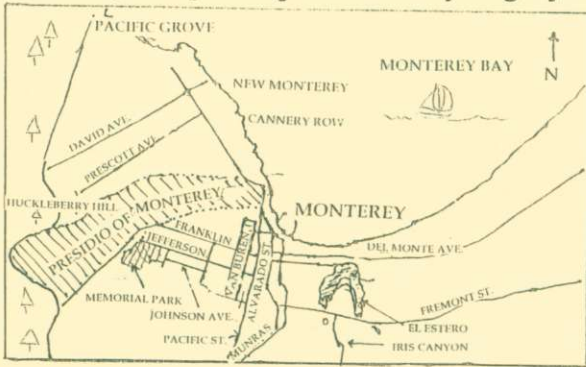 PACIFIC GROVE
MONTEREY BAY
N
NEW MONTEREY
CANNERY ROW
DAVID AVE.
PRESCOTT AVE.
HUCKLEBERRY HILL
PRESIDIO OF MONTEREY
MONTEREY
FRANKLIN
JEFFERSON
VAN BUREN
ALVARADO ST.
DEL MONTE AVE.
MEMORIAL PARK
JOHNSON AVE.
PACIFIC ST.
MUNRAS
FREMONT ST.
EL ESTERO
IRIS CANYON